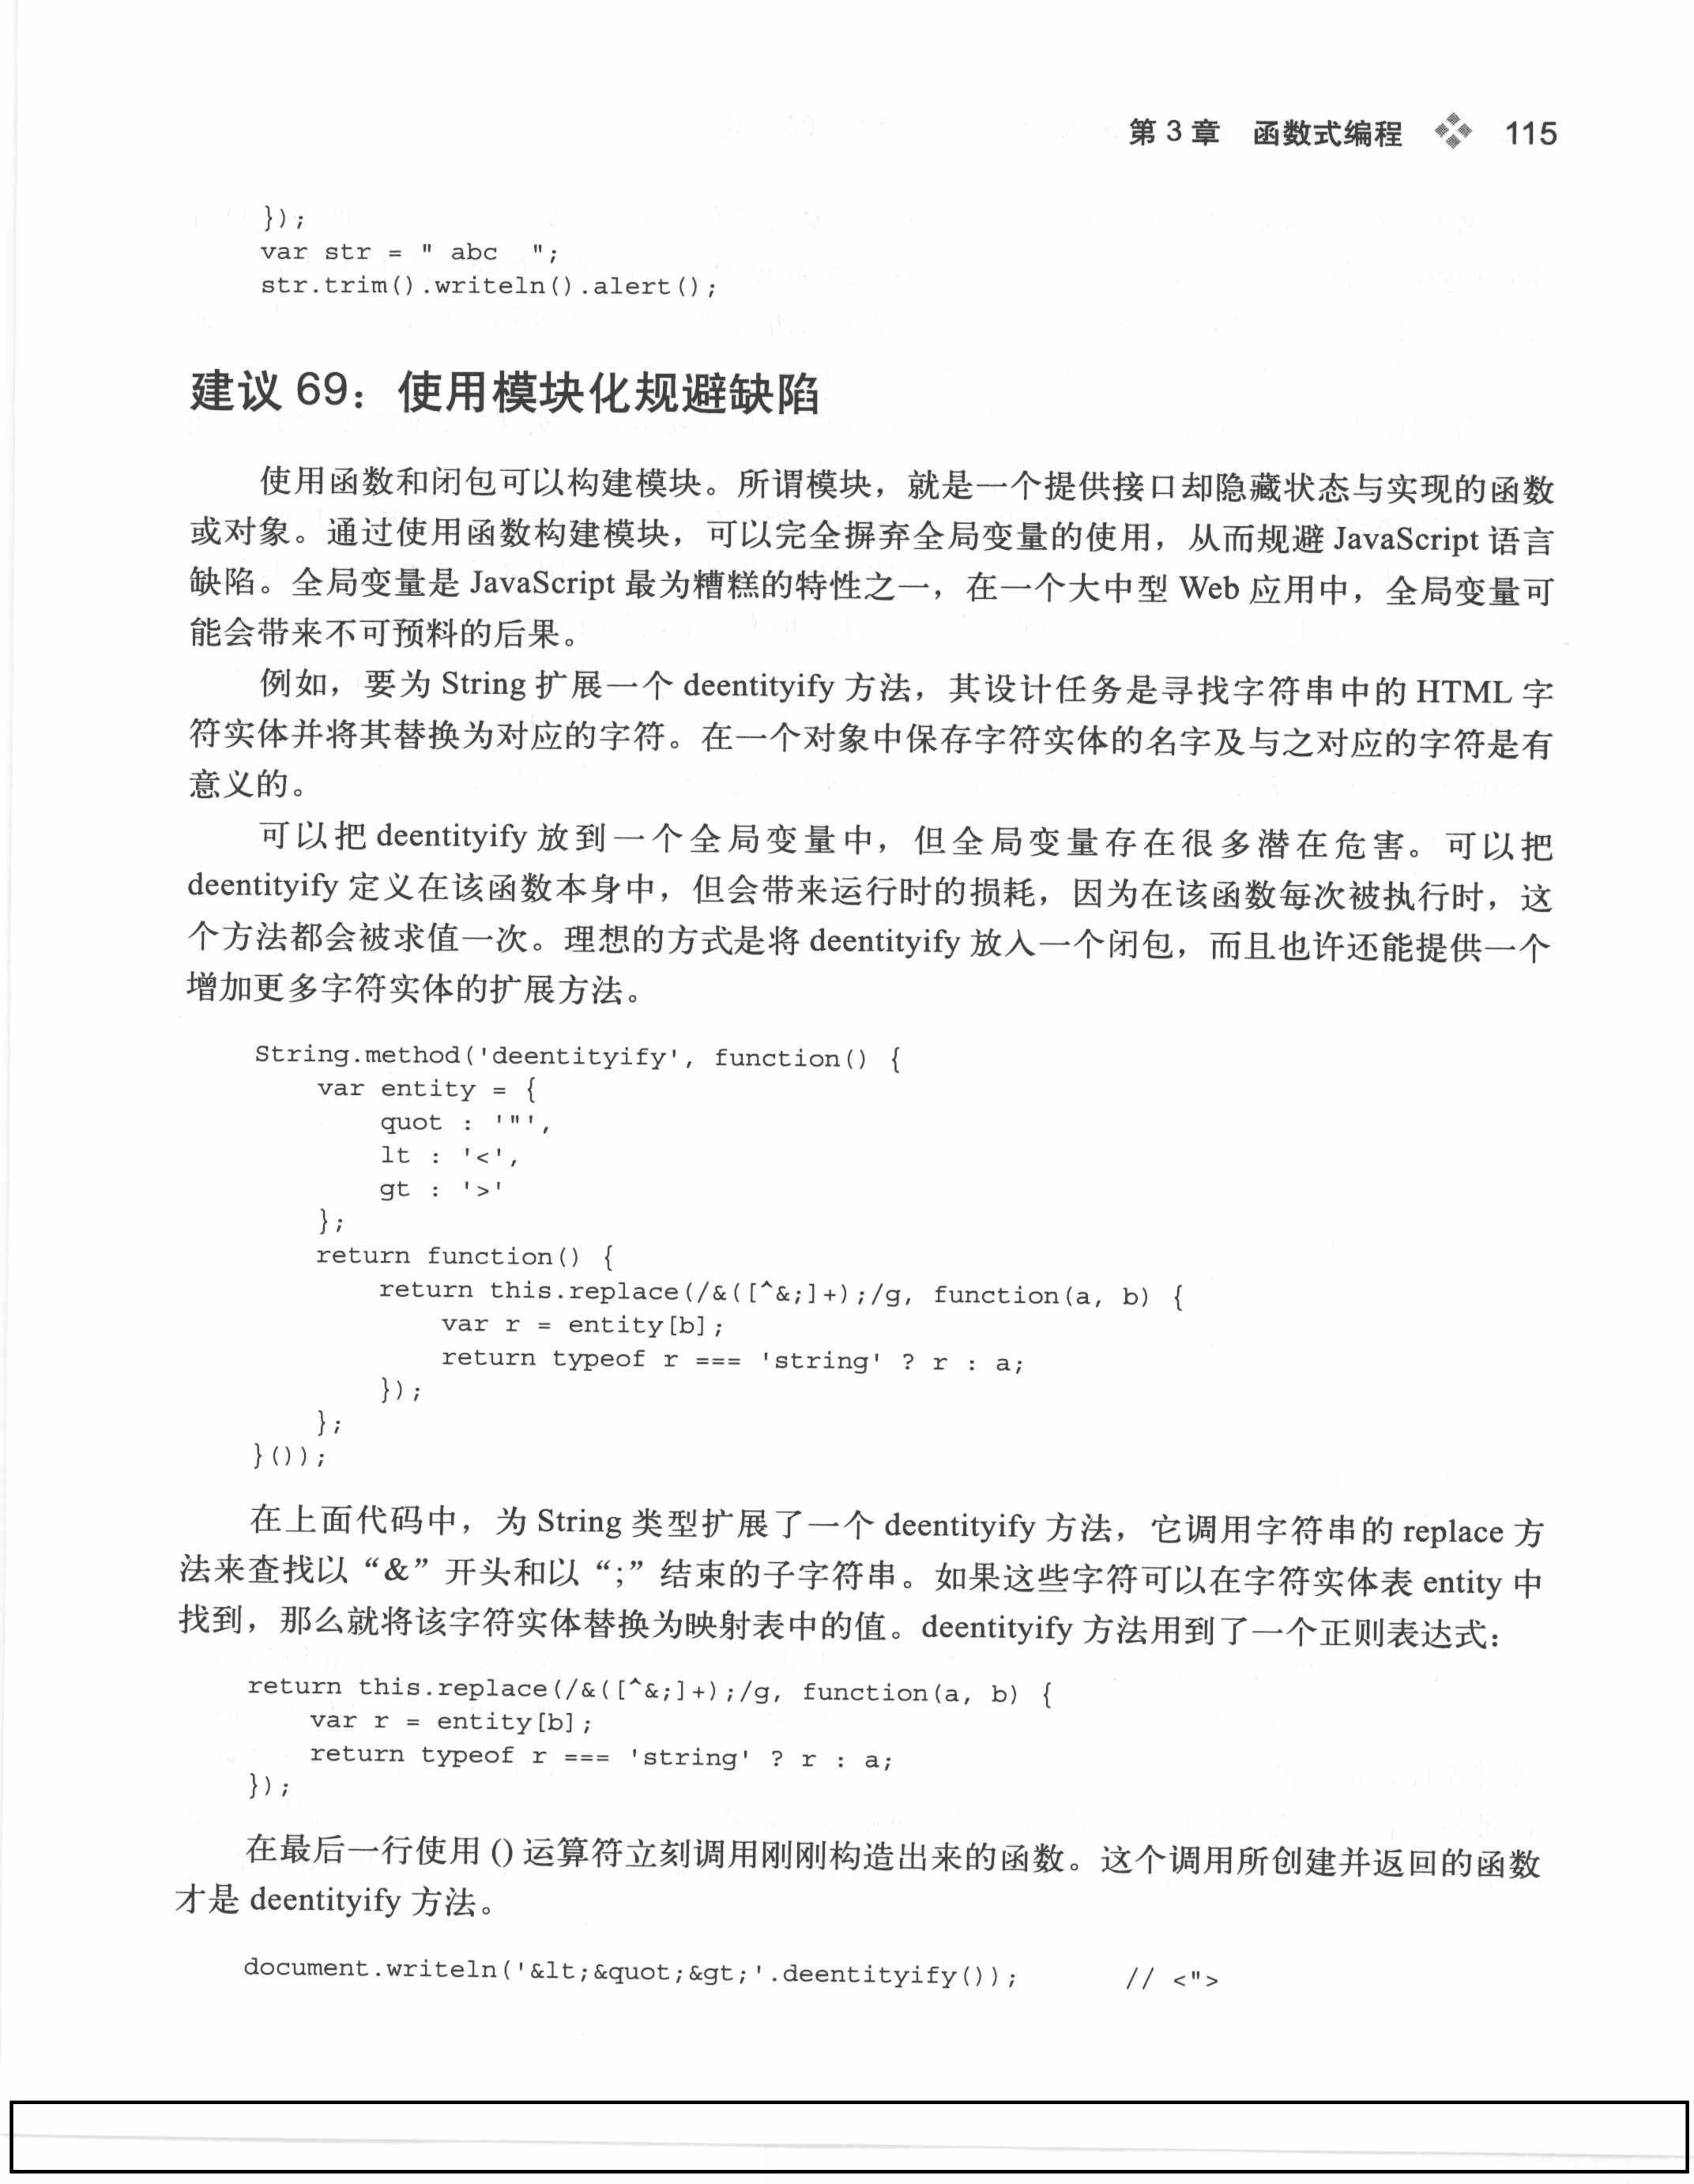 第 3 章 函数式编程 115
});
var str = " abc  ";
str.trim().writeln().alert();
建议 69：使用模块化规避缺陷
使用函数和闭包可以构建模块。所谓模块，就是一个提供接口却隐藏状态与实现的函数
或对象。通过使用函数构建模块，可以完全摒弃全局变量的使用，从而规避 JavaScript 语言
缺陷。全局变量是 JavaScript 最为糟糕的特性之一，在一个大中型 Web 应用中，全局变量可
能会带来不可预料的后果。
例如，要为 String 扩展一个 deentityify 方法，其设计任务是寻找字符串中的 HTML 字
符实体并将其替换为对应的字符。在一个对象中保存字符实体的名字及与之对应的字符是有
意义的。
可以把 deentityify 放到一个全局变量中，但全局变量存在很多潜在危害。可以把
deentityify 定义在该函数本身中，但会带来运行时的损耗，因为在该函数每次被执行时，这
个方法都会被求值一次。理想的方式是将 deentityify 放入一个闭包，而且也许还能提供一个
增加更多字符实体的扩展方法。
String.method('deentityify', function() {
    var entity = {
        quot : '"',
        lt : '<',
        gt : '>'
    };
    return function() {
        return this.replace(/&([^&;]+);/g, function(a, b) {
            var r = entity[b];
            return typeof r === 'string' ? r : a;
        });
    };
}());
在上面代码中，为 String 类型扩展了一个 deentityify 方法，它调用字符串的 replace 方
法来查找以“&”开头和以“;”结束的子字符串。如果这些字符可以在字符实体表 entity 中
找到，那么就将该字符实体替换为映射表中的值。deentityify 方法用到了一个正则表达式：
return this.replace(/&([^&;]+);/g, function(a, b) {
    var r = entity[b];
    return typeof r === 'string' ? r : a;
});
在最后一行使用 () 运算符立刻调用刚刚构造出来的函数。这个调用所创建并返回的函数
才是 deentityify 方法。
document.writeln('&lt;&quot;&gt;'.deentityify());    // <">